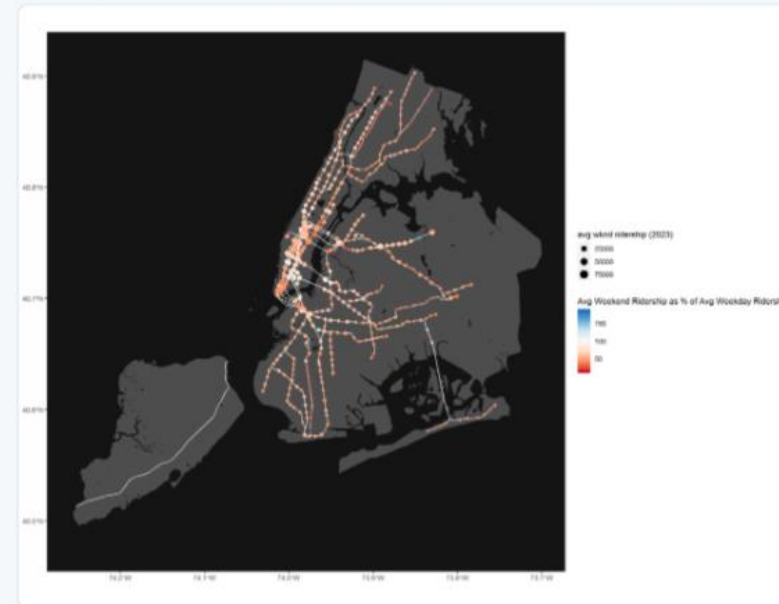 40.9°N
40.8°N
40.7°N
40.6°N
40.5°N
74.2°W
74.1°W
74.0°W
73.9°W
73.8°W
73.7°W
avg wknd ridership (2023)
25000
50000
75000
Avg Weekend Ridership as % of Avg Weekday Ridersh
150
100
50